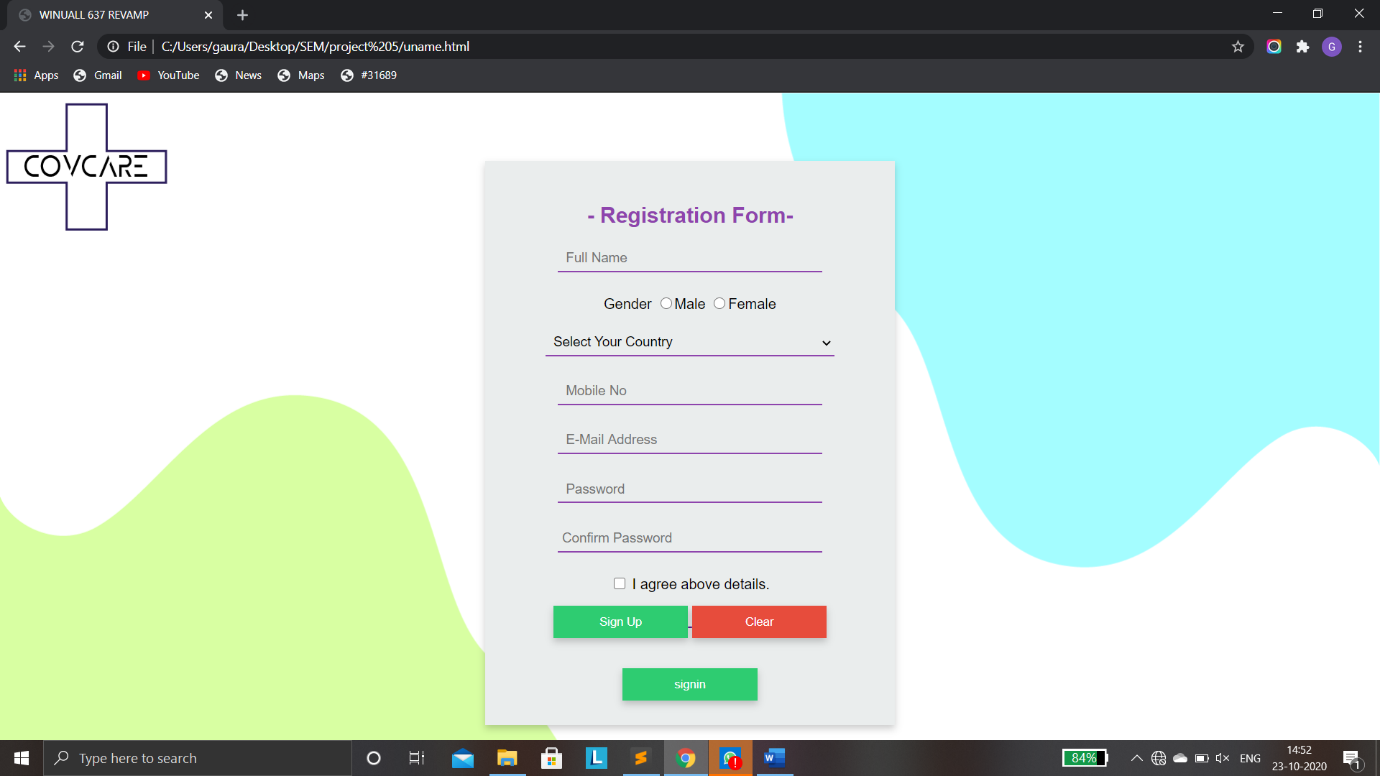 WINUALL 637 REVAMP
File | C:/Users/gaura/Desktop/SEM/project%205/uname.html
G
Apps Gmail YouTube News Maps #31689
COVCARE
- Registration Form-
Full Name
Gender Male Female
Select Your Country
Mobile No
E-Mail Address
Password
Confirm Password
I agree above details.
Sign Up Clear
signin
Type here to search
L
W
84%
ENG
14:52
23-10-2020
1